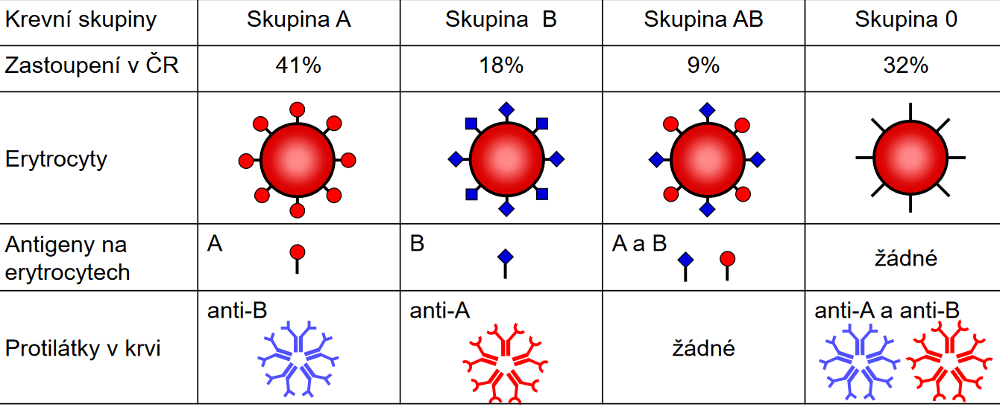 Krevní skupiny Skupina A Skupina B Skupina AB Skupina 0
Zastoupení v ČR 41% 18% 9% 32%
Erytrocyty
Antigeny na
erytrocytech
A
B
A a B
žádné
Protilátky v krvi
anti-B
anti-A
žádné
anti-A a anti-B